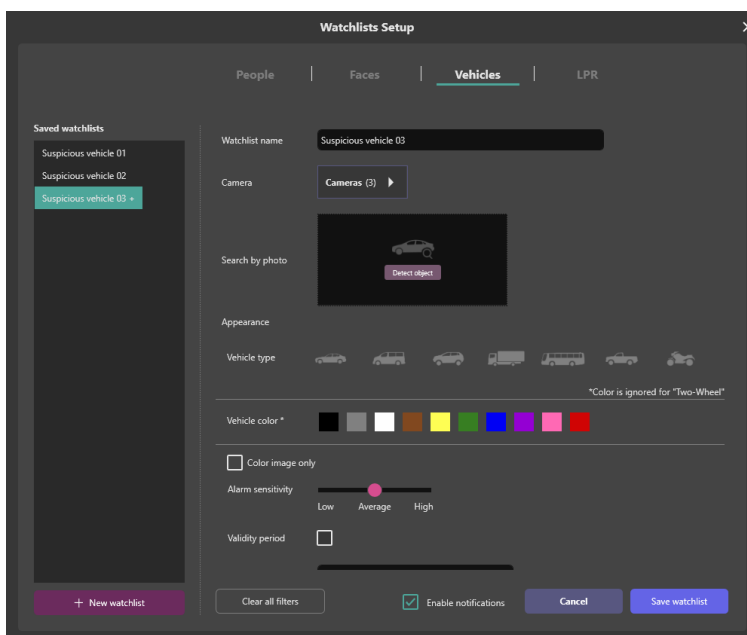 Watchlists Setup
People | Faces | Vehicles | LPR
Saved watchlists
Suspicious vehicle 01
Suspicious vehicle 02
Suspicious vehicle 03 +
+ New watchlist
Watchlist name
Suspicious vehicle 03
Camera
Cameras (3)
Search by photo
Detect object
Appearance
Vehicle type
*Color is ignored for "Two-Wheel"
Vehicle color *
Color image only
Alarm sensitivity
Low Average High
Validity period
Clear all filters
Enable notifications
Cancel
Save watchlist